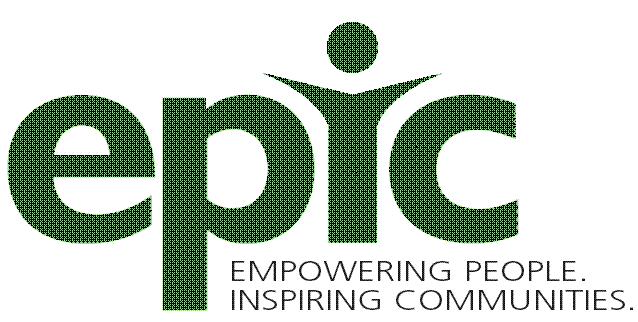 epic
EMPOWERING PEOPLE.
INSPIRING COMMUNITIES.